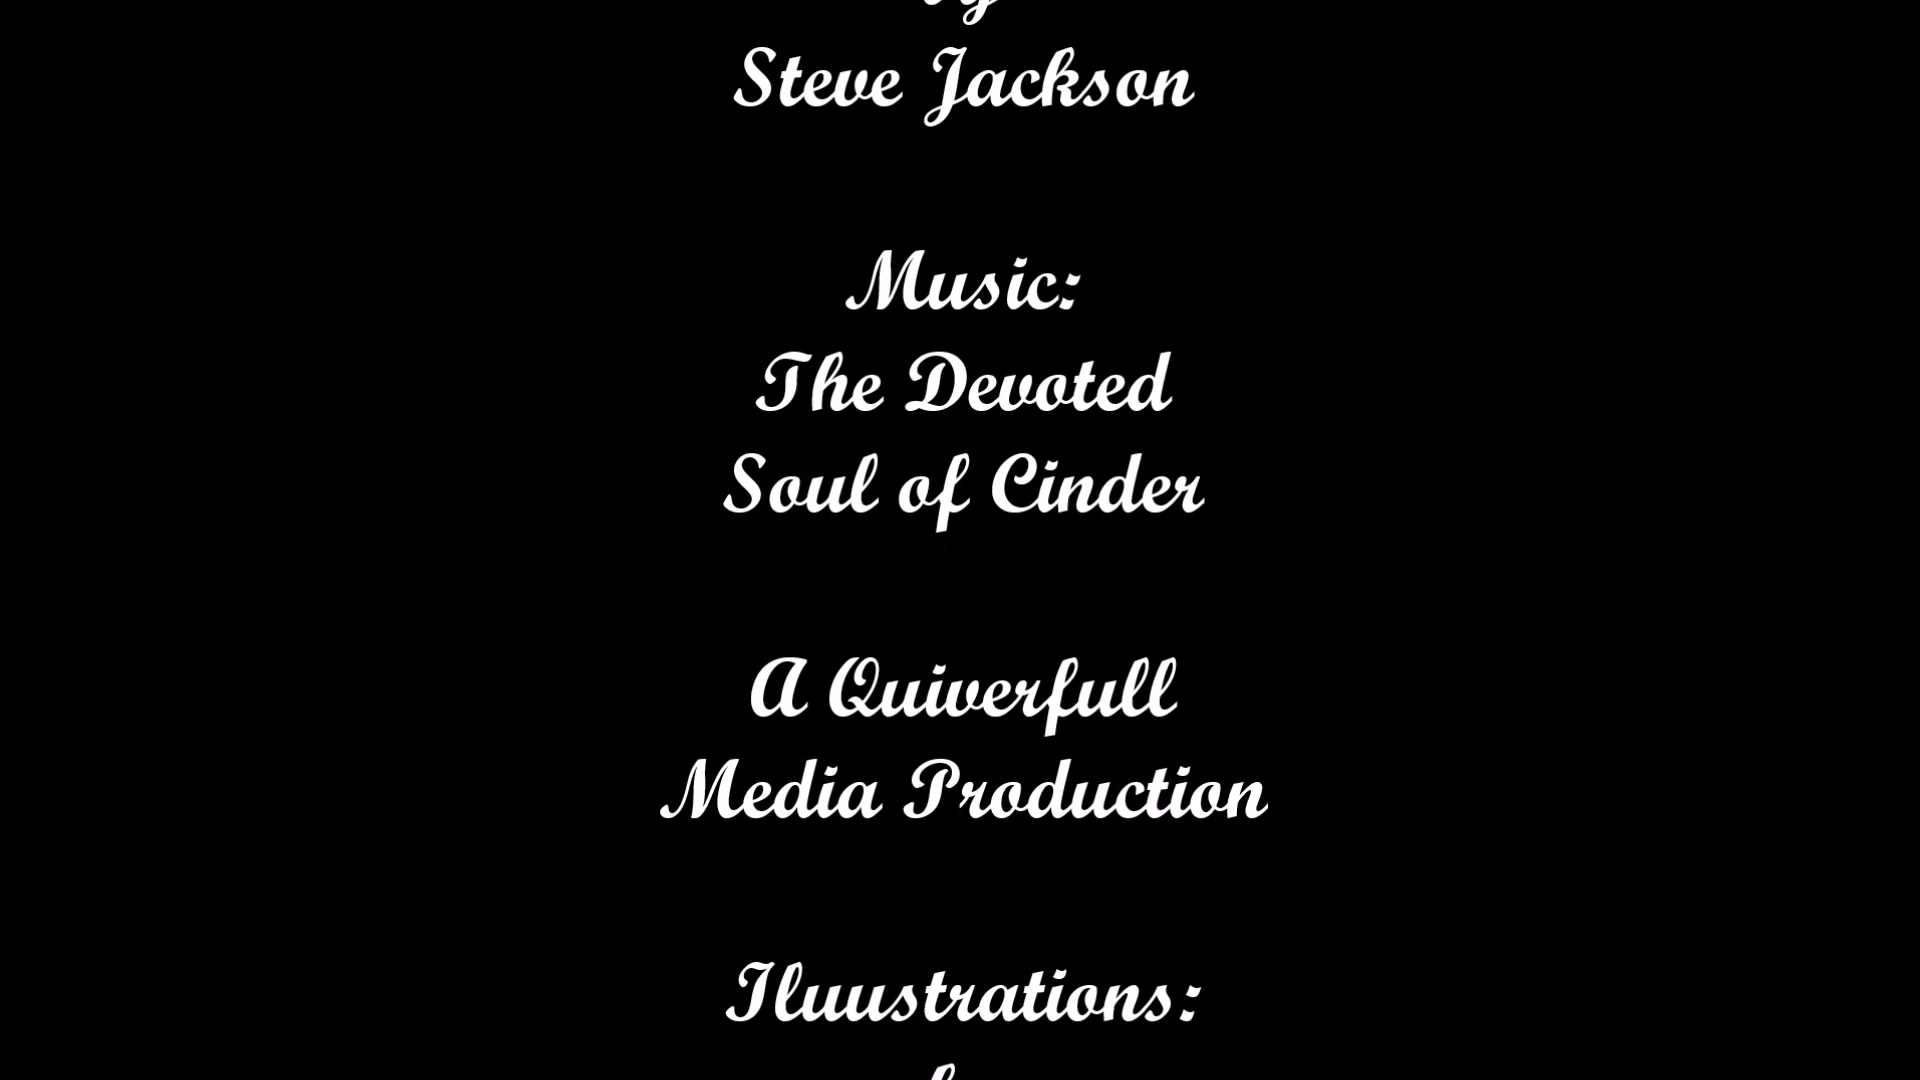 Steve Jackson
Music:
The Devoted
Soul of Cinder
A Quiverfull
Media Production
Iluustrations: